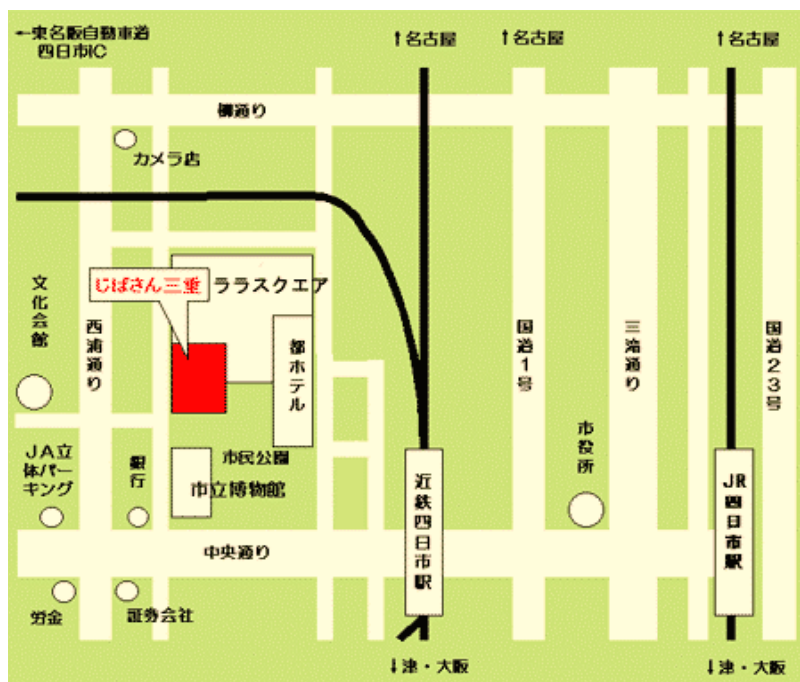 ←東名阪自動車道
四日市IC
↑名古屋
↑名古屋
↑名古屋
柳通り
カメラ店
じばさん三重
ララスクエア
文化会館
西浦通り
都ホテル
国道1号
三滝通り
国道23号
JA立
体パー
キング
銀行
市民公園
市立博物館
近鉄四日市駅
市役所
JR四日市駅
中央通り
労金
証券会社
↓津・大阪
↓津・大阪